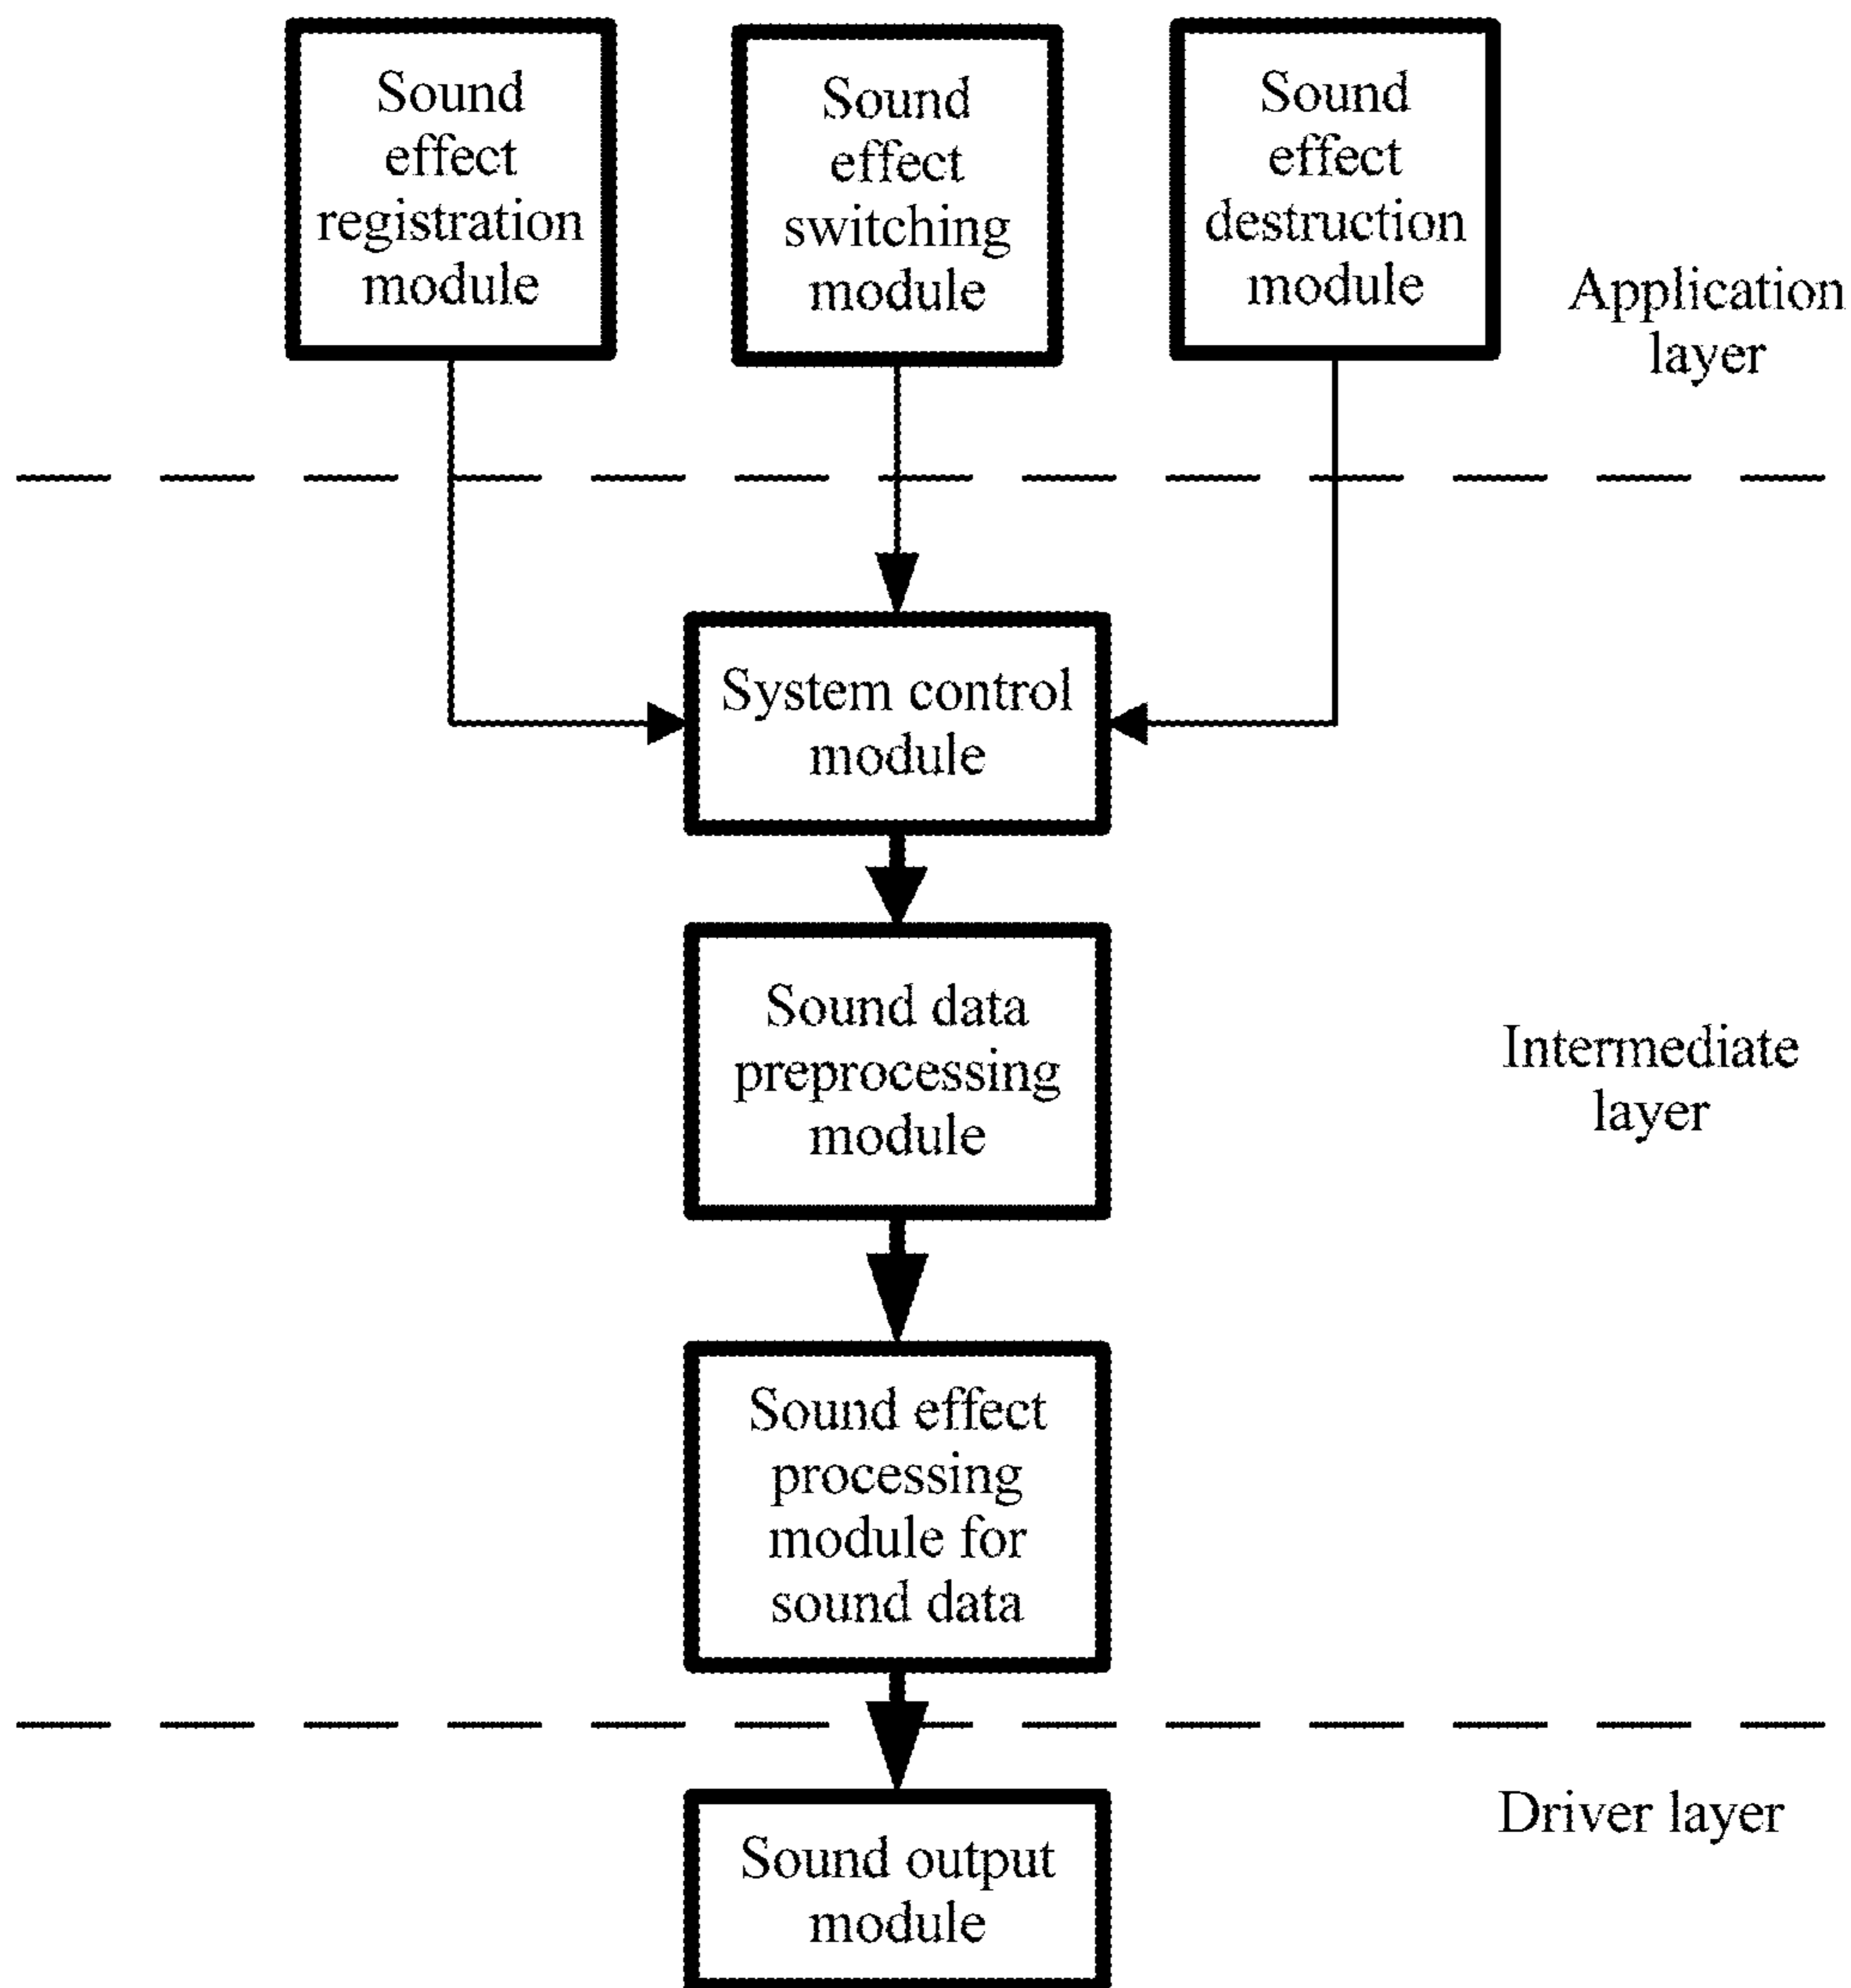 Sound
effect
registration
module
Sound
effect
switching
module
Sound
effect
destruction
module
Application
layer
System control
module
Sound data
preprocessing
module
Intermediate
layer
Sound effect
processing
module for
sound data
Driver layer
Sound output
module